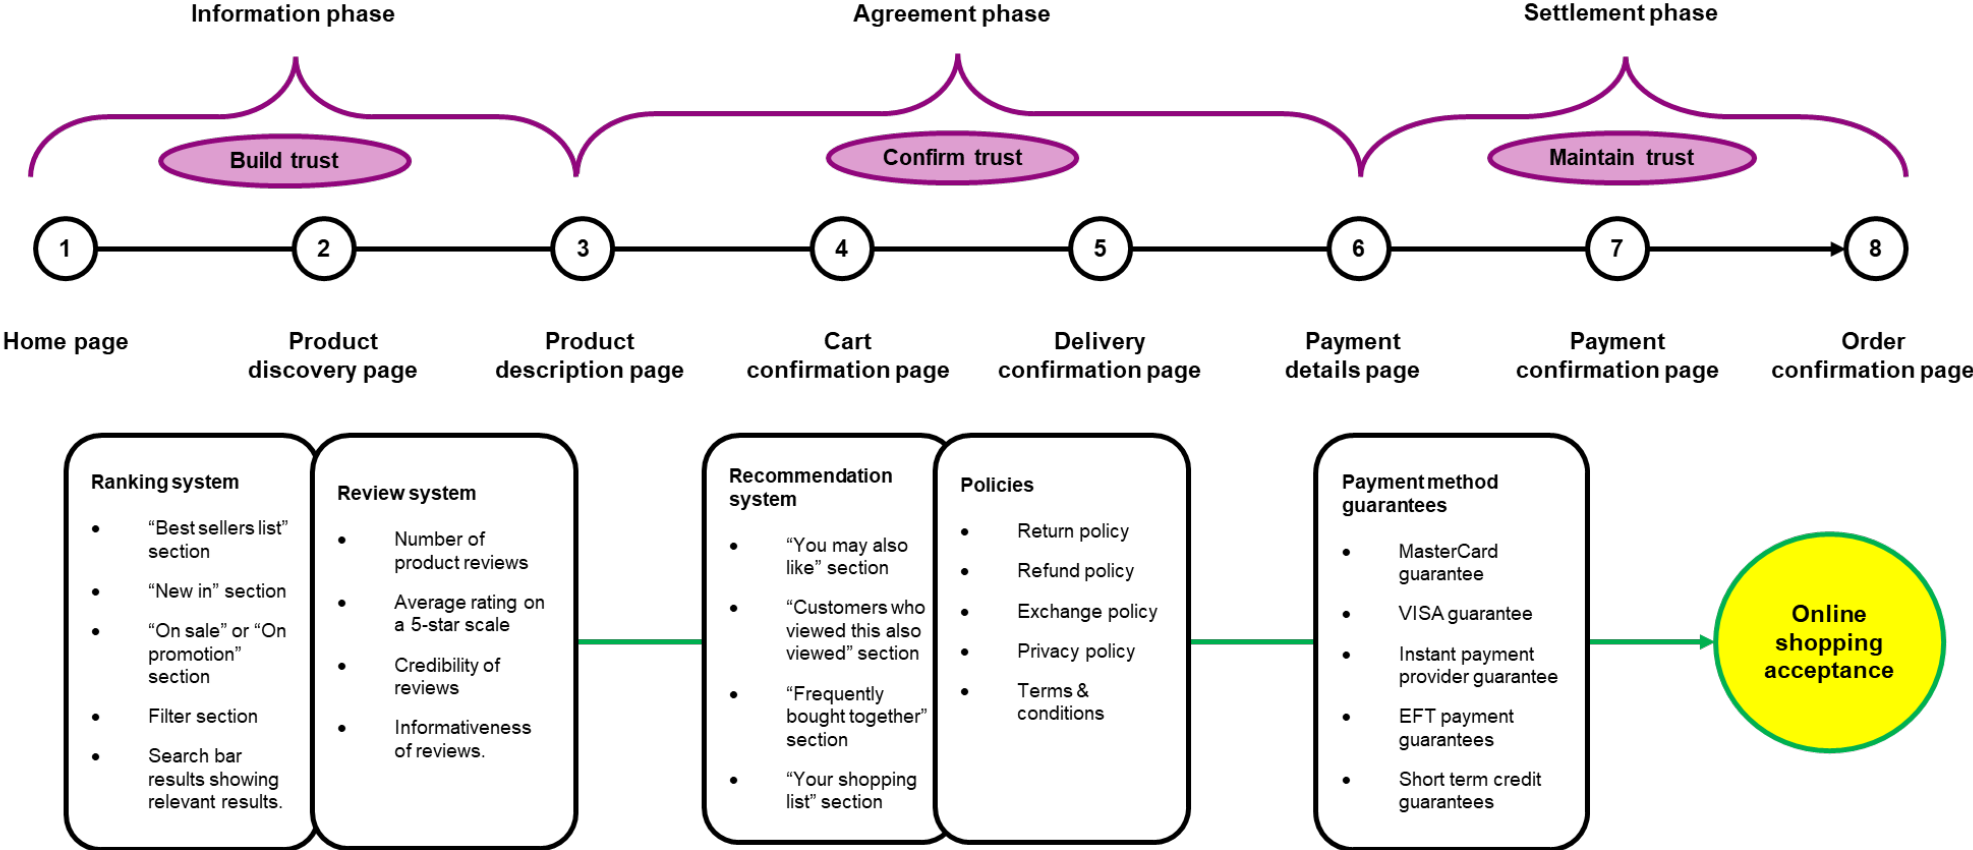 Information phase
Agreement phase
Settlement phase
Build trust
Confirm trust
Maintain trust
1
2
3
4
5
6
7
8
Home page
Product
discovery page
Product
description page
Cart
confirmation page
Delivery
confirmation page
Payment
details page
Payment
confirmation page
Order
confirmation page
Ranking system
• “Best sellers list”
section
• “New in” section
• “On sale” or “On
promotion”
section
• Filter section
• Search bar
results showing
relevant results.
Review system
• Number of
product reviews
• Average rating on
a 5-star scale
• Credibility of
reviews
• Informativeness
of reviews.
Recommendation
system
• “You may also
like” section
• “Customers who
viewed this also
viewed” section
• “Frequently
bought together”
section
• “Your shopping
list” section
Policies
• Return policy
• Refund policy
• Exchange policy
• Privacy policy
• Terms &
conditions
Payment method
guarantees
• MasterCard
guarantee
• VISA guarantee
• Instant payment
provider guarantee
• EFT payment
guarantees
• Short term credit
guarantees
Online
shopping
acceptance